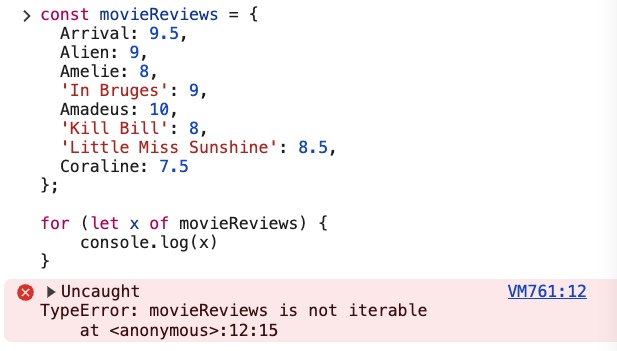 > const movieReviews = {
Arrival: 9.5,
Alien: 9,
Amelie: 8,
'In Bruges': 9,
Amadeus: 10,
'Kill Bill': 8,
'Little Miss Sunshine': 8.5,
Coraline: 7.5
};
for (let x of movieReviews) {
console.log(x)
}
Uncaught VM761:12
TypeError: movieReviews is not iterable
at <anonymous>:12:15